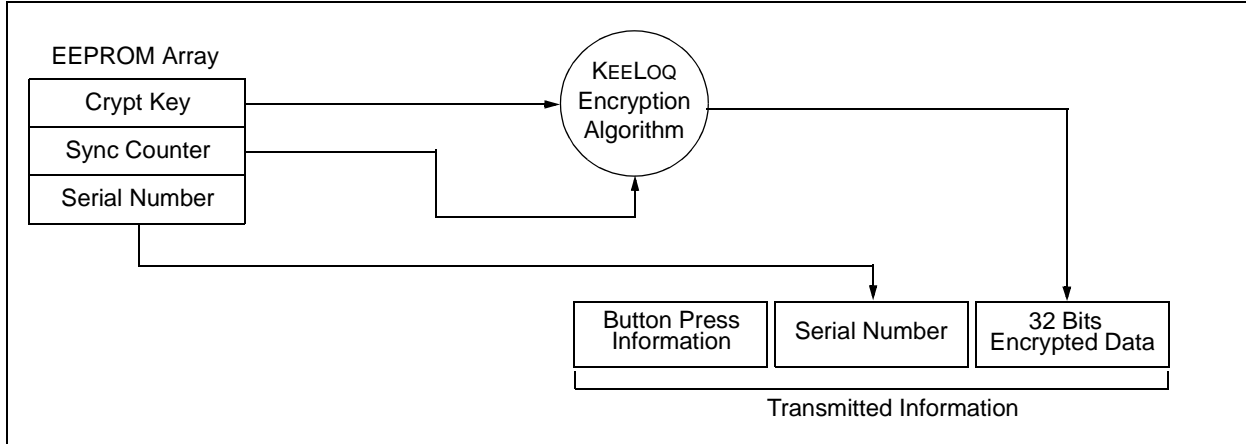 EEPROM Array
Crypt Key
Sync Counter
Serial Number
KEELOQ
Encryption
Algorithm
Button Press
Information
Serial Number
32 Bits
Encrypted Data
Transmitted Information